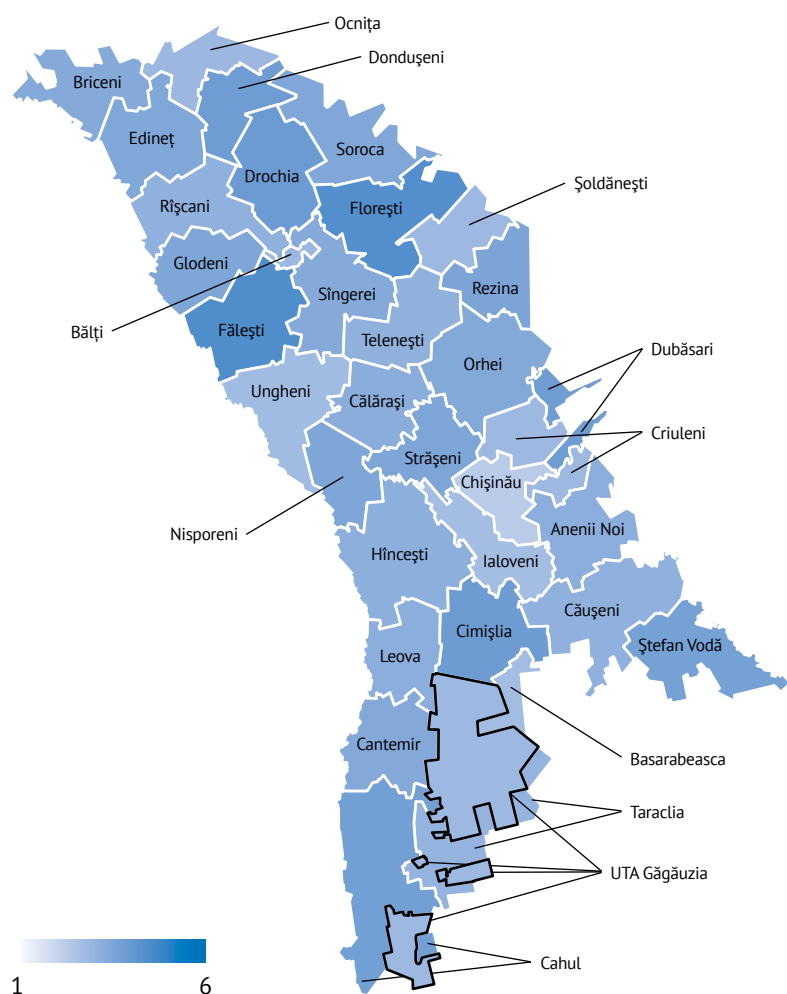 Ocnița
Dondușeni
Briceni
Edineț
Soroca
Drochia
Șoldănești
Rîșcani
Florești
Glodeni
Rezina
Sîngerei
Bălți
Fălești
Telenești
Dubăsari
Orhei
Ungheni
Călărași
Criuleni
Strășeni
Chișinău
Nisporeni
Anenii Noi
Hîncești
Ialoveni
Căușeni
Cimișlia
Ștefan Vodă
Leova
Cantemir
Basarabeasca
Taraclia
UTA Găgăuzia
Cahul
1 6